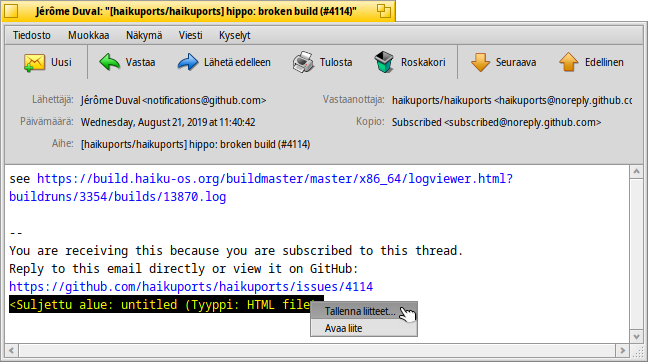 Jérôme Duval: "[haikuports/haikuports] hippo: broken build (#4114)"
Tiedosto Muokkaa Näkymä Viesti Kyselyt
Uusi Vastaa Lähetä edelleen Tulosta Roskakori Seuraava Edellinen
Lähettäjä: Jérôme Duval <notifications@github.com> Vastaanottaja: haikuports/haikuports <haikuports@noreply.github.cc
Päivämäärä: Wednesday, August 21, 2019 at 11:40:42 Kopio: Subscribed <subscribed@noreply.github.com>
Aihe: [haikuports/haikuports] hippo: broken build (#4114)
see https://build.haiku-os.org/buildmaster/master/x86_64/logviewer.html?
buildruns/3354/builds/13870.log
--
You are receiving this because you are subscribed to this thread.
Reply to this email directly or view it on GitHub:
https://github.com/haikuports/haikuports/issues/4114
<Suljettu alue: untitled (Tyyppi: HTML file
Tallenna liitteet...
Avaa liite